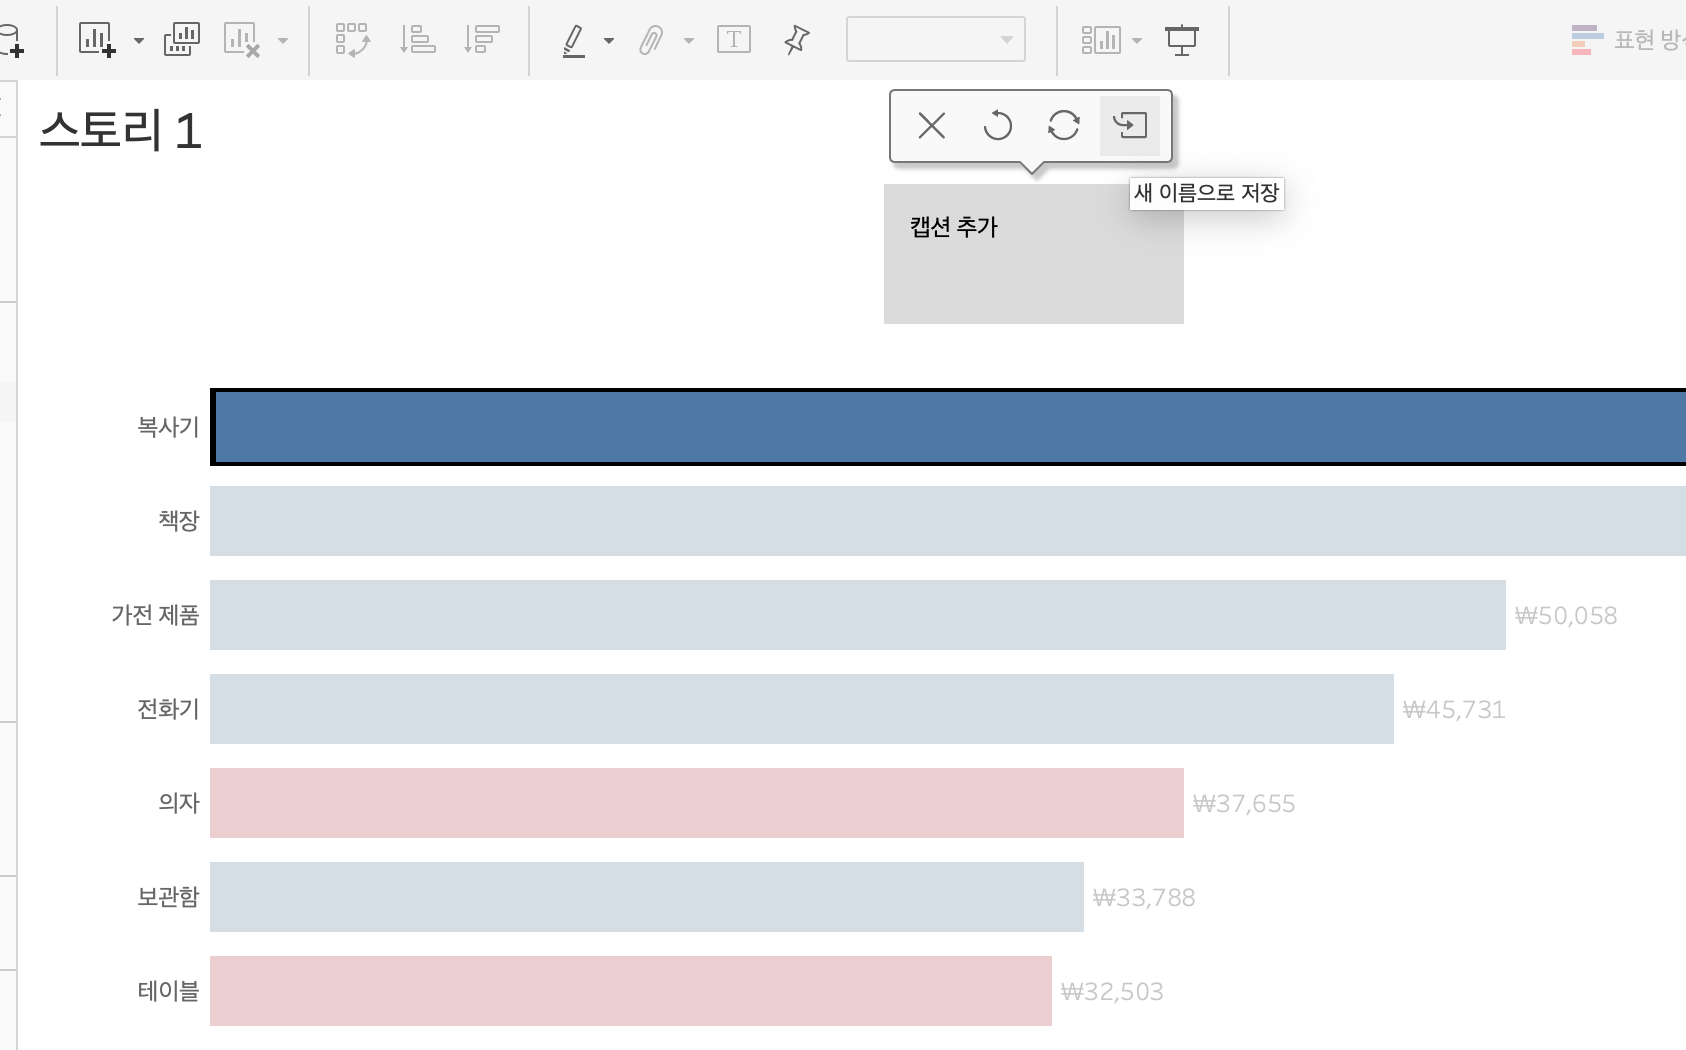 T
표현 방
스토리 1
새 이름으로 저장
캡션 추가
복사기
책장
가전 제품 ₩50,058
전화기 ₩45,731
의자 ₩37,655
보관함 ₩33,788
테이블 ₩32,503